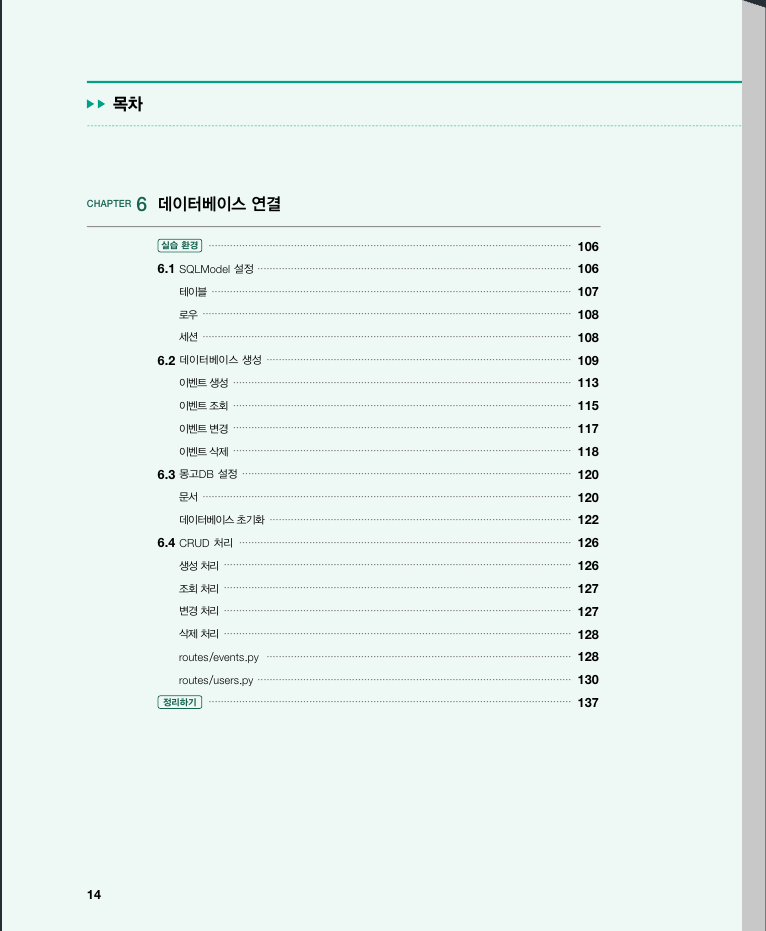 목차
CHAPTER 6 데이터베이스 연결
실습 환경 106
6.1 SQLModel 설정 106
테이블 107
로우 108
세션 108
6.2 데이터베이스 생성 109
이벤트 생성 113
이벤트 조회 115
이벤트 변경 117
이벤트 삭제 118
6.3 몽고DB 설정 120
문서 120
데이터베이스 초기화 122
6.4 CRUD 처리 126
생성 처리 126
조회 처리 127
변경 처리 127
삭제 처리 128
routes/events.py 128
routes/users.py 130
정리하기 137
14